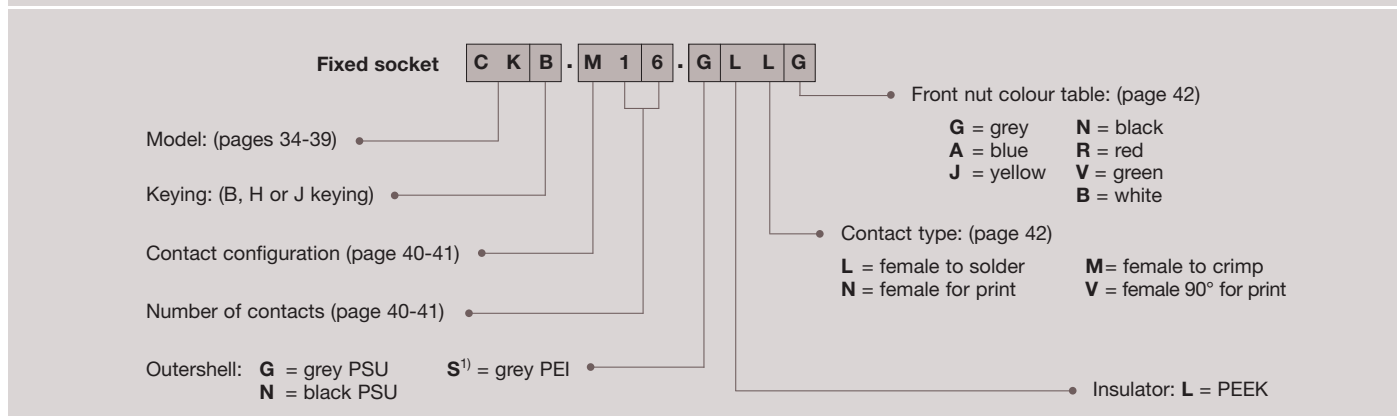 Fixed socket CKB.M16.GLLG
Front nut colour table: (page 42)
G = grey N = black
A = blue R = red
J = yellow V = green
B = white
Model: (pages 34-39)
Keying: (B, H or J keying)
Contact type: (page 42)
L = female to solder M= female to crimp
N = female for print V = female 90° for print
Contact configuration (page 40-41)
Number of contacts (page 40-41)
Outershell: G = grey PSU S1) = grey PEI
N = black PSU
Insulator: L = PEEK